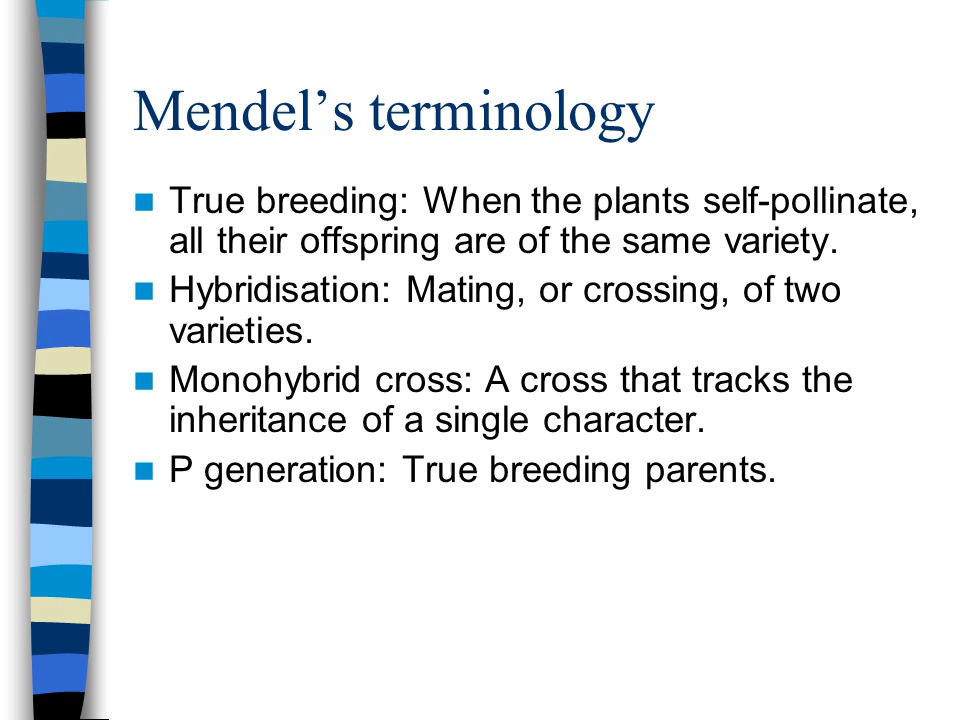 Mendel’s terminology
True breeding: When the plants self-pollinate,
all their offspring are of the same variety.
Hybridisation: Mating, or crossing, of two
varieties.
Monohybrid cross: A cross that tracks the
inheritance of a single character.
P generation: True breeding parents.